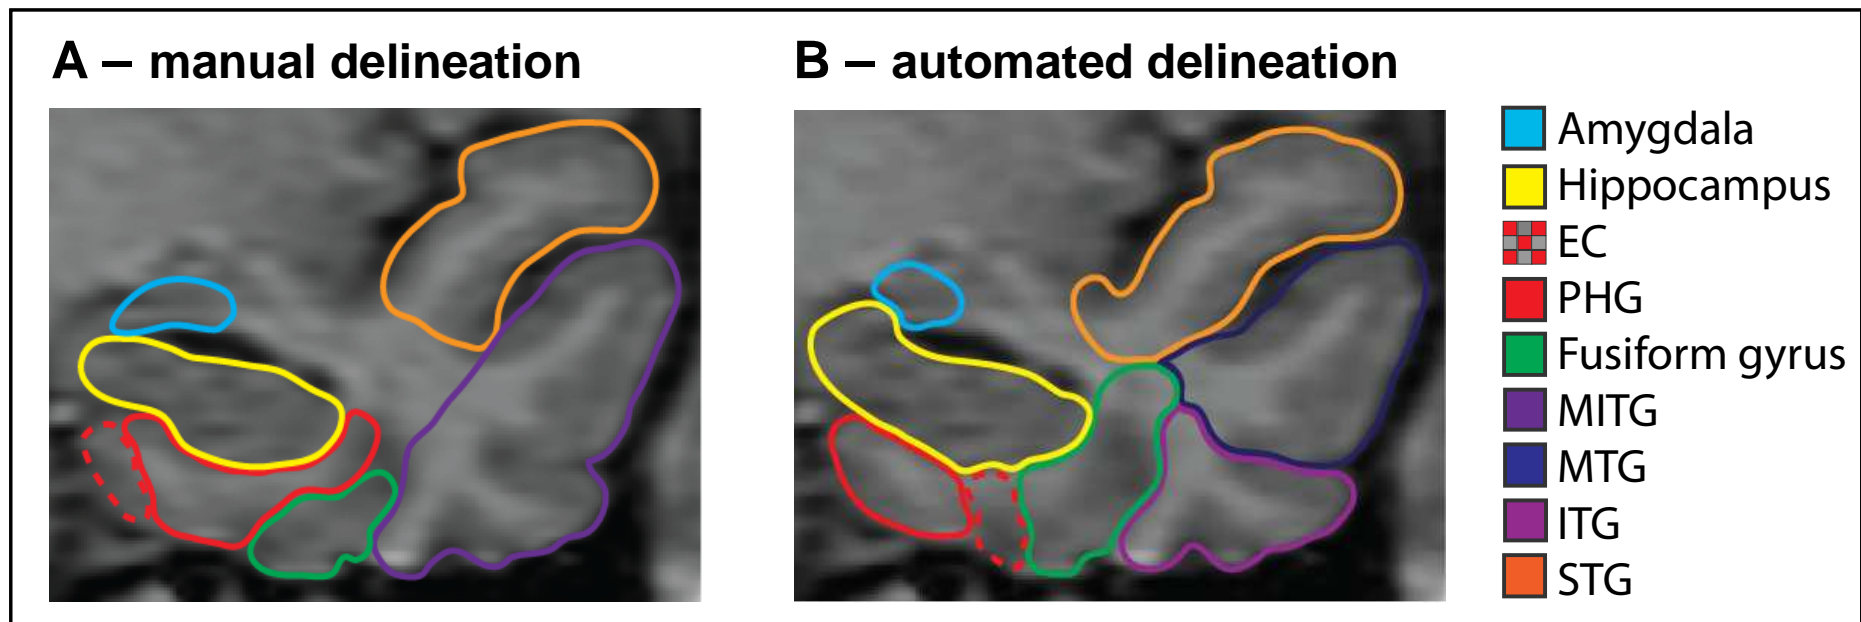 A – manual delineation
B – automated delineation
Amygdala
Hippocampus
EC
PHG
Fusiform gyrus
MITG
MTG
ITG
STG